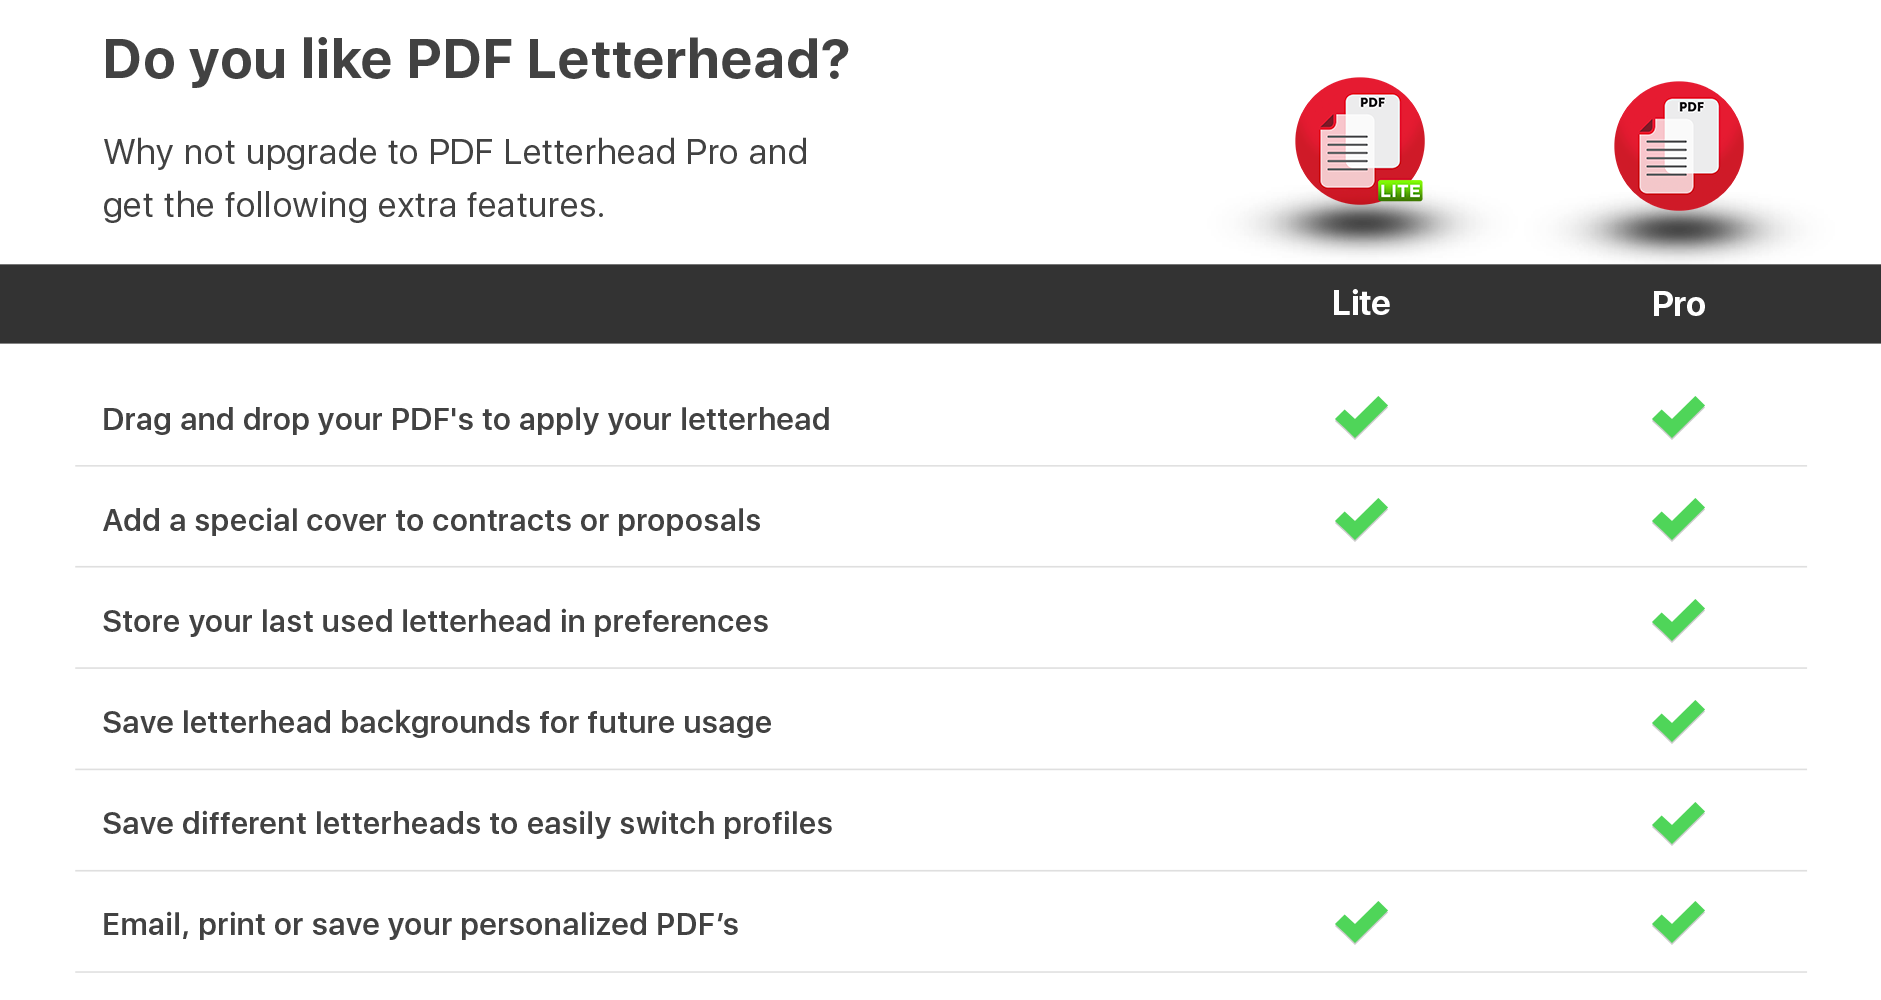 Do you like PDF Letterhead?
Why not upgrade to PDF Letterhead Pro and
get the following extra features.
PDF
LITE
PDF
Lite
Pro
Drag and drop your PDF's to apply your letterhead
Add a special cover to contracts or proposals
Store your last used letterhead in preferences
Save letterhead backgrounds for future usage
Save different letterheads to easily switch profiles
Email, print or save your personalized PDF’s